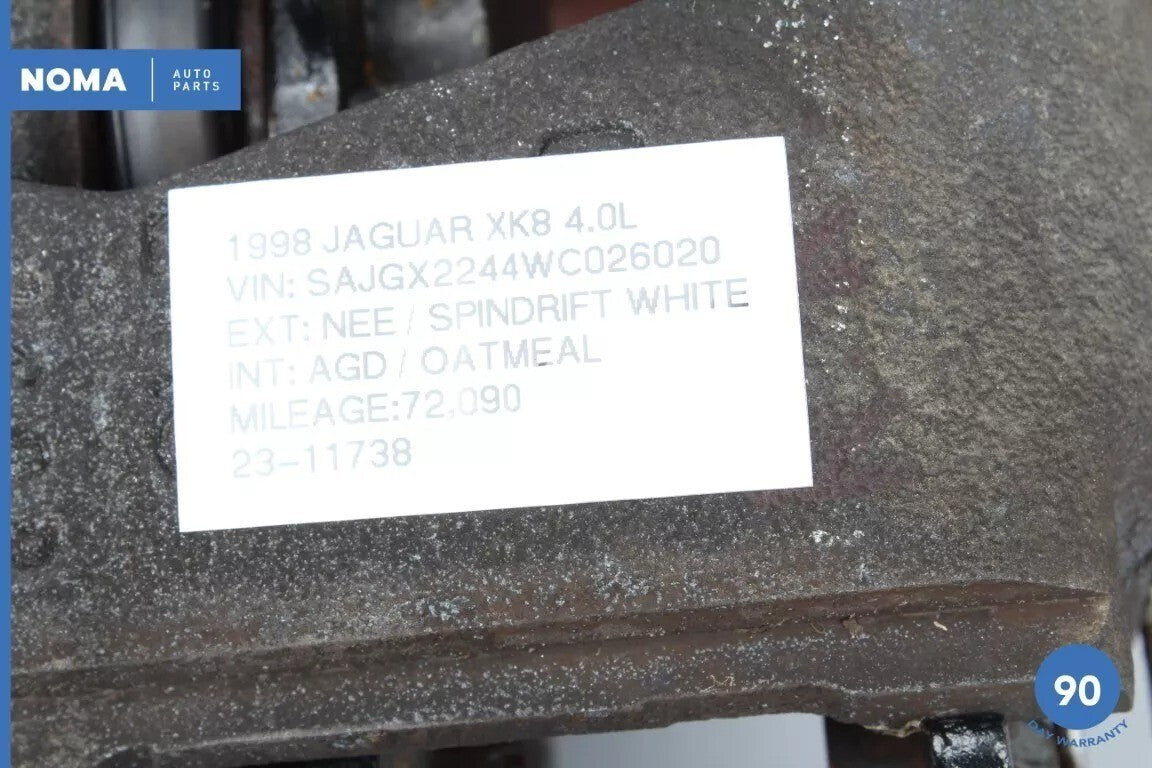 NOMA AUTO PARTS
1998 JAGUAR XK8 4.0L
VIN: SAJGX2244WC026020
EXT: NEE / SPINDRIFT WHITE
INT: AGD / OATMEAL
MILEAGE:72,090
23-11738
90
DAY WARRANTY